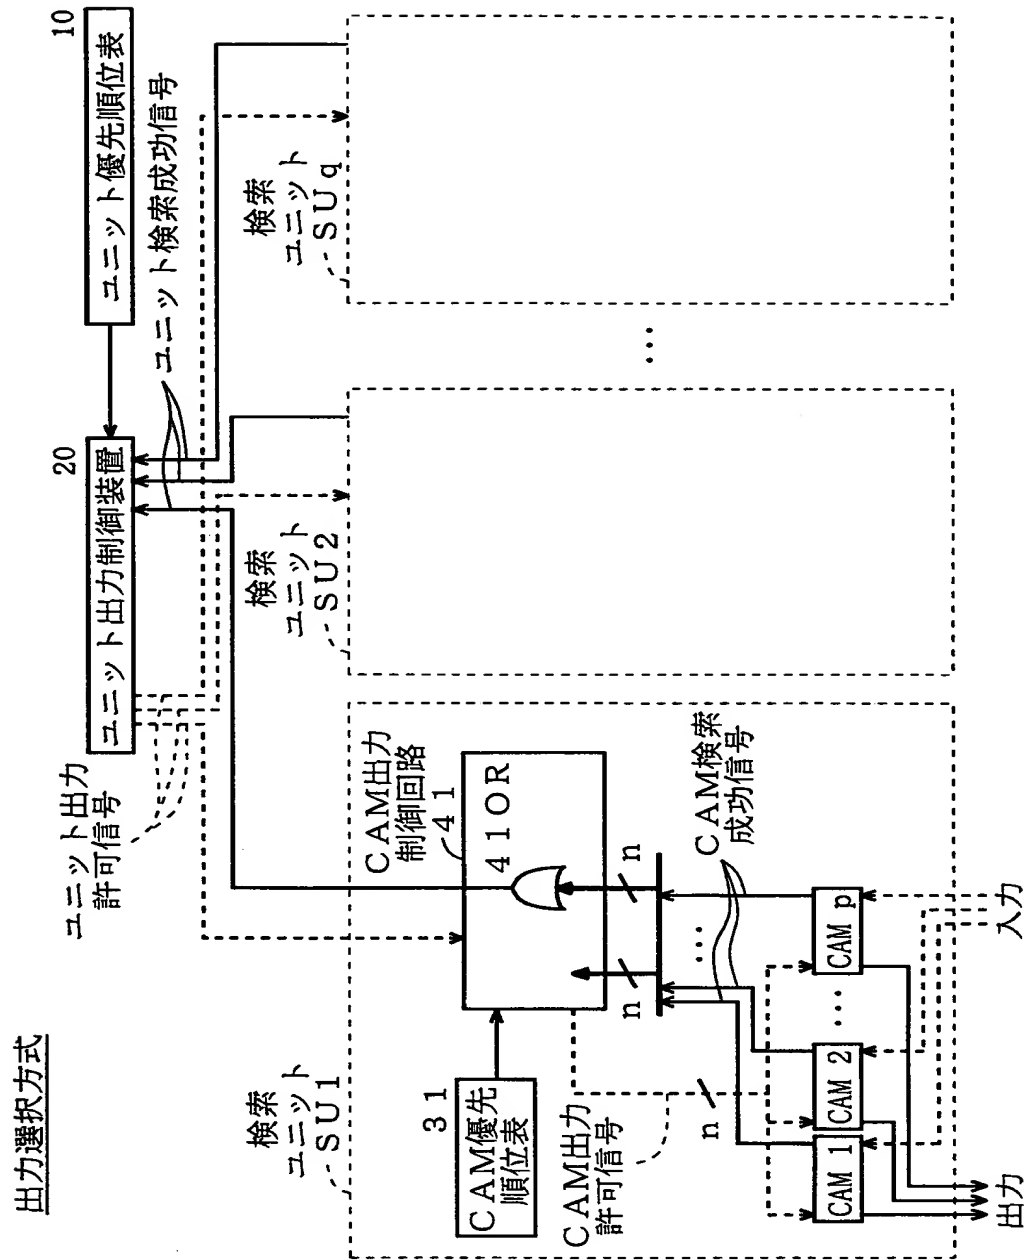 出力選択方式
ユニット優先順位表
10
ユニット出力制御装置
20
ユニット検索成功信号
ユニット出力
許可信号
検索
ユニット
SU1
検索
ユニット
SU2
...
検索
ユニット
SUq
CAM優先
順位表
31
CAM出力
制御回路
41
41OR
n
n
CAM出力
許可信号
n
CAM検索
成功信号
...
CAM 1
CAM 2
...
CAM p
出力
入力